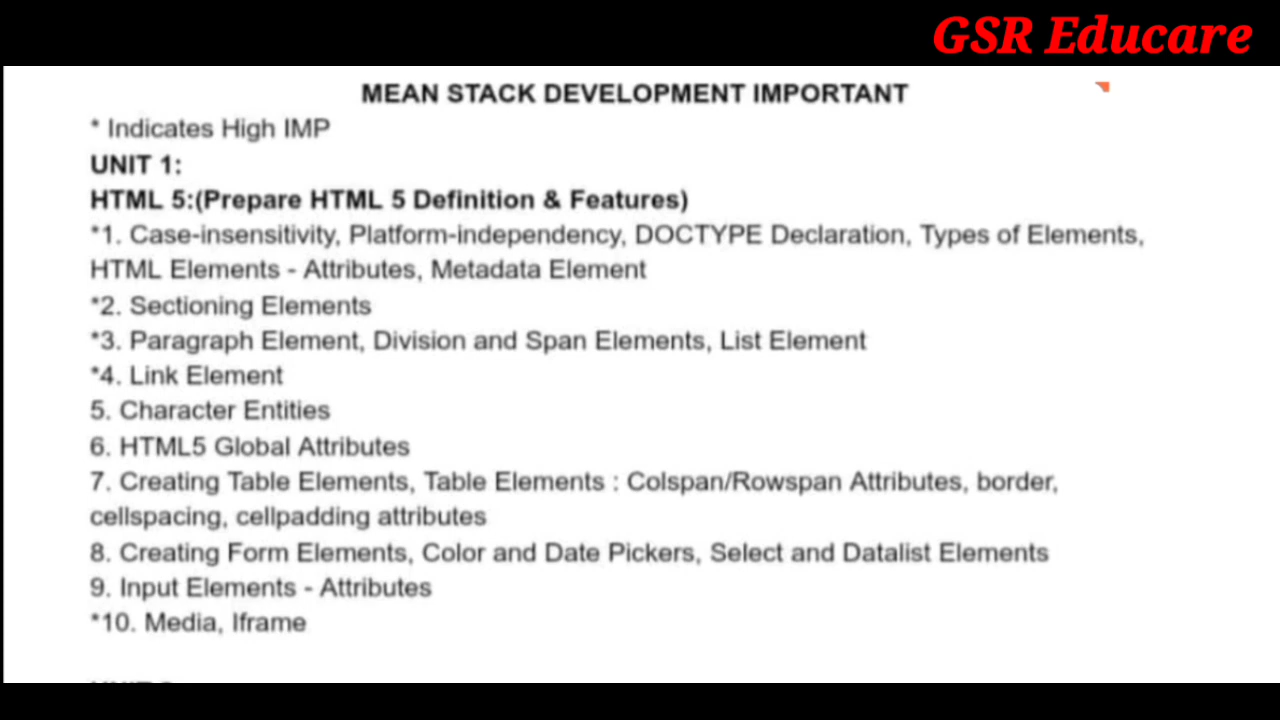 GSR Educare
MEAN STACK DEVELOPMENT IMPORTANT
* Indicates High IMP
UNIT 1:
HTML 5:(Prepare HTML 5 Definition & Features)
*1. Case-insensitivity, Platform-independency, DOCTYPE Declaration, Types of Elements,
HTML Elements - Attributes, Metadata Element
*2. Sectioning Elements
*3. Paragraph Element, Division and Span Elements, List Element
*4. Link Element
5. Character Entities
6. HTML5 Global Attributes
7. Creating Table Elements, Table Elements : Colspan/Rowspan Attributes, border,
cellspacing, cellpadding attributes
8. Creating Form Elements, Color and Date Pickers, Select and Datalist Elements
9. Input Elements - Attributes
*10. Media, Iframe